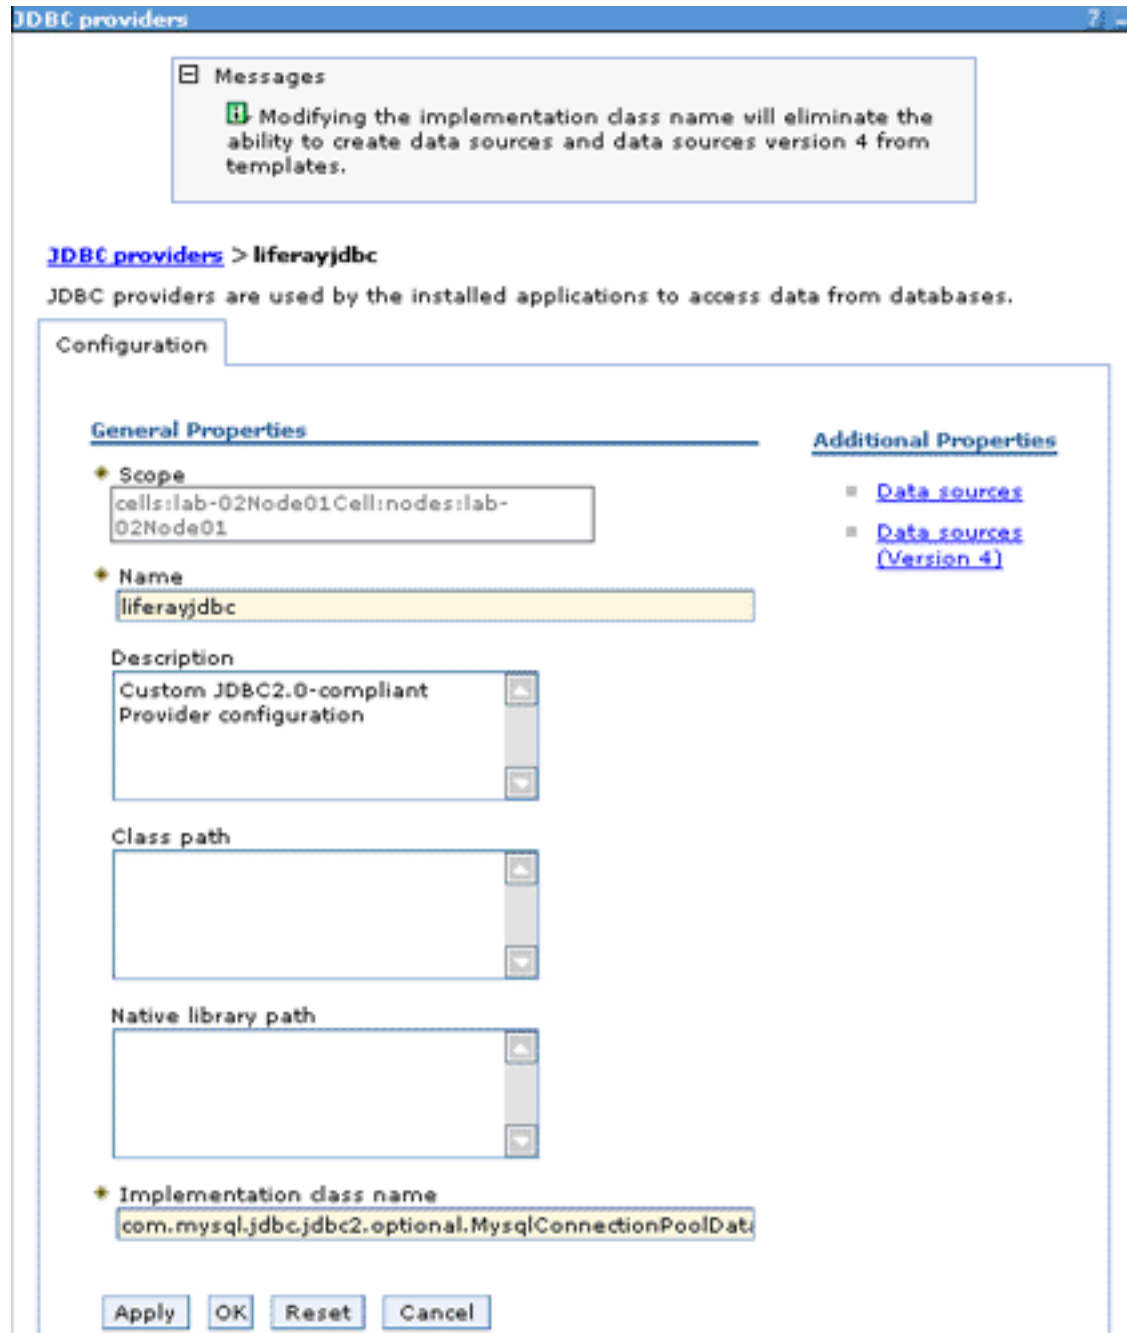 JDBC providers
Messages
Modifying the implementation class name will eliminate the
ability to create data sources and data sources version 4 from
templates.
JDBC providers > liferayjdbc
JDBC providers are used by the installed applications to access data from databases.
Configuration
General Properties
Additional Properties
Scope
cells:lab-02Node01Cell:nodes:lab-
02Node01
Data sources
Data sources
(Version 4)
Name
liferayjdbc
Description
Custom JDBC2.0-compliant
Provider configuration
Class path
Native library path
Implementation class name
com.mysql.jdbc.jdbc2.optional.MysqlConnectionPoolData
Apply OK Reset Cancel